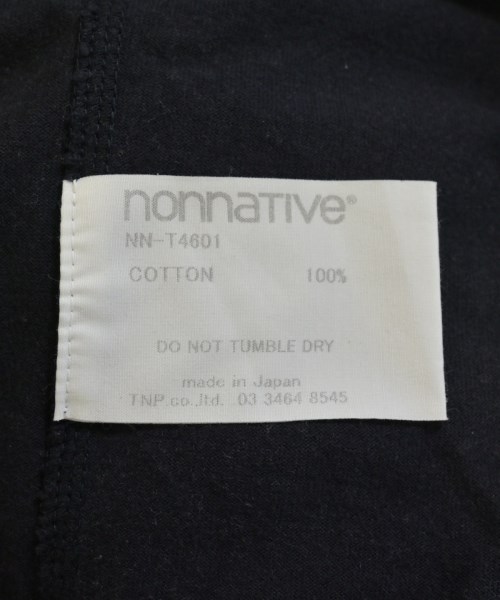 nonnative®
NN-T4601
COTTON 100%
DO NOT TUMBLE DRY
made in Japan
TNP.co.,ltd. .03 3464 8545